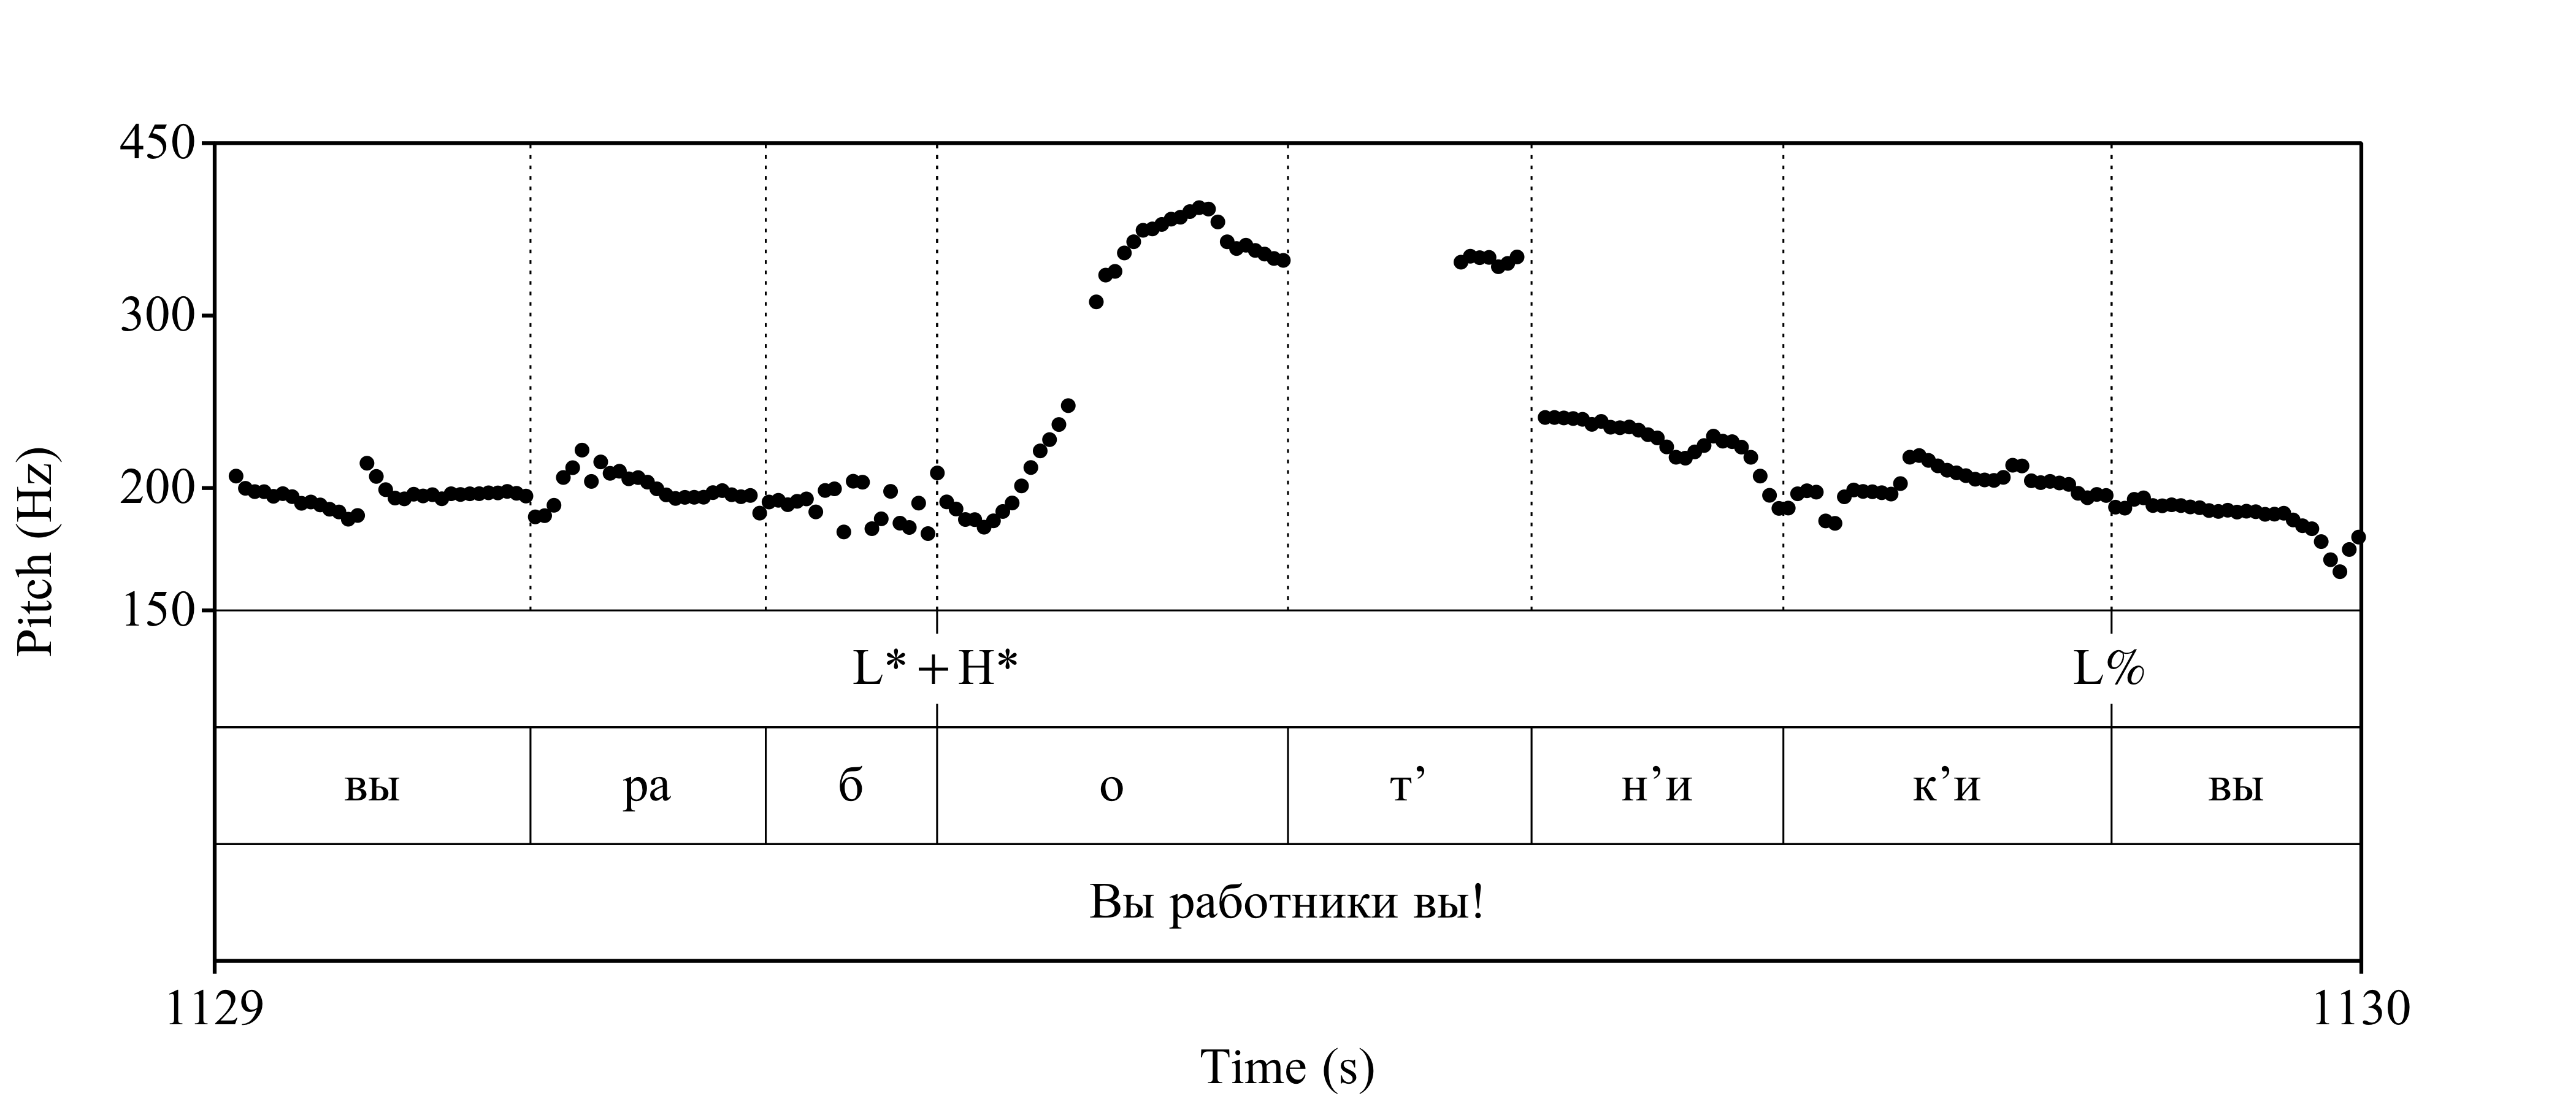 450
300
200
150
Pitch (Hz)
L* + H* L%
вы ра б о т’ н’и к’и вы
Вы работники вы!
1129 1130
Time (s)